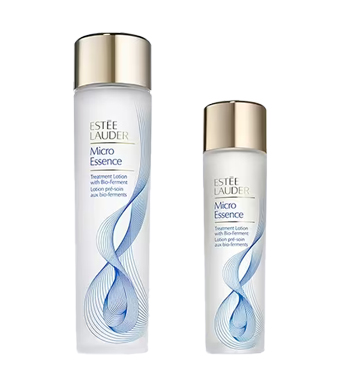 ESTĒE
LAUDER
Micro
Essence
Treatment Lotion
with Bio-Ferment
Lotion pré-soin
aux bio-ferments
ESTĒE
LAUDER
Micro
Essence
Treatment Lotion
with Bio-Ferment
Lotion pré-soin
aux bio-ferments